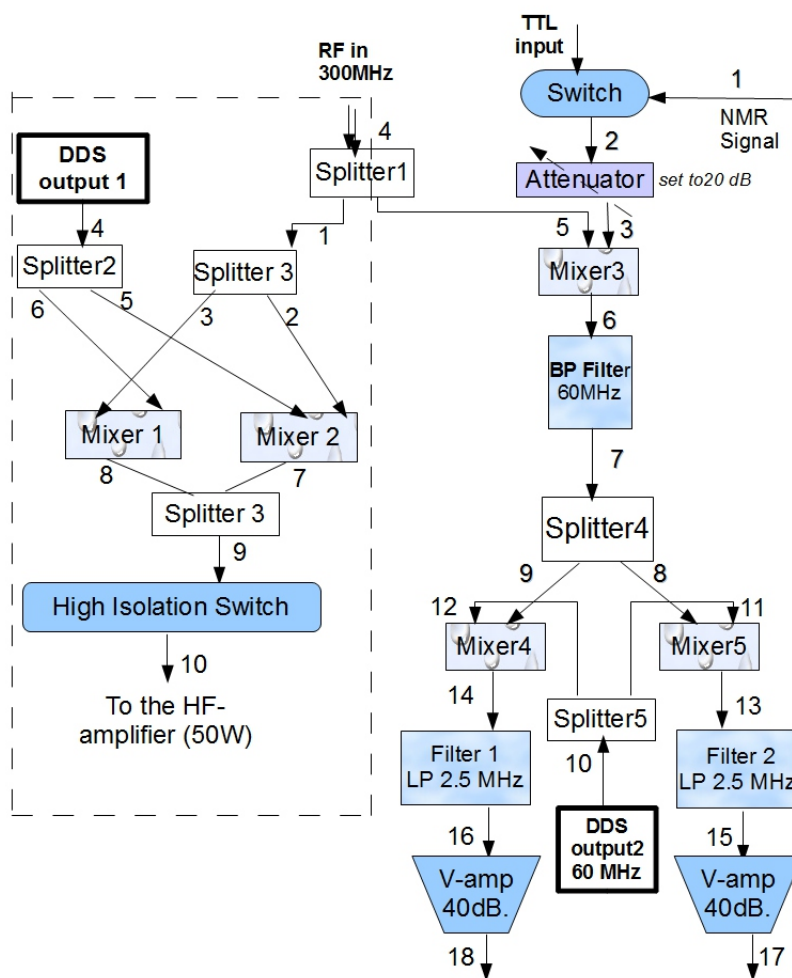 TTL
input
RF in
300MHz
1
Switch
NMR
Signal
4
2
DDS
output 1
Splitter1
Attenuator
set to20 dB
4
1
5
3
Splitter2
Splitter 3
Mixer3
6
5
3
2
6
BP Filter
60MHz
Mixer 1
Mixer 2
8
7
7
Splitter 3
Splitter4
9
9
8
High Isolation Switch
12
11
Mixer4
Mixer5
10
14
13
To the HF-
amplifier (50W)
Splitter5
Filter 1
LP 2.5 MHz
10
Filter 2
LP 2.5 MHz
16
DDS
output2
60 MHz
15
V-amp
40dB.
V-amp
40dB.
18
17